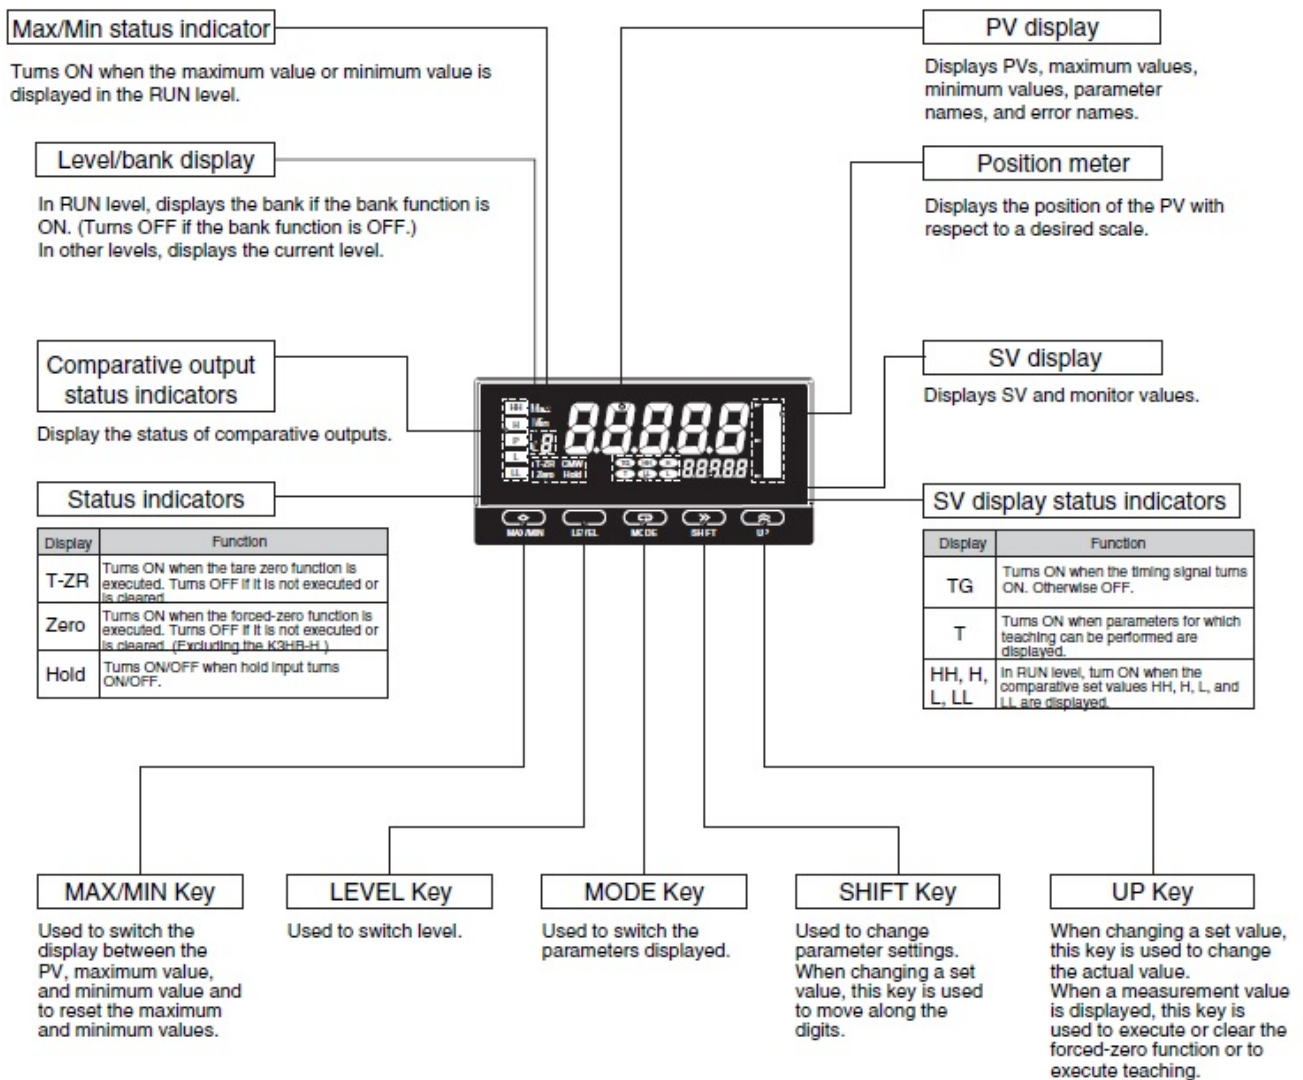 Max/Min status indicator
Turns ON when the maximum value or minimum value is
displayed in the RUN level.
Level/bank display
In RUN level, displays the bank if the bank function is
ON. (Turns OFF if the bank function is OFF.)
In other levels, displays the current level.
Comparative output
status indicators
Display the status of comparative outputs.
Status indicators
Display Function
T-ZR Turns ON when the tare zero function is
executed. Turns OFF if it is not executed or
is cleared.
Zero Turns ON when the forced-zero function is
executed. Turns OFF if it is not executed or
is cleared. (Excluding the K3HB-H.)
Hold Turns ON/OFF when hold input turns
ON/OFF.
PV display
Displays PVs, maximum values,
minimum values, parameter
names, and error names.
Position meter
Displays the position of the PV with
respect to a desired scale.
SV display
Displays SV and monitor values.
SV display status indicators
Display Function
TG Turns ON when the timing signal turns
ON. Otherwise OFF.
T Turns ON when parameters for which
teaching can be performed are
displayed.
HH, H, L, LL In RUN level, turn ON when the
comparative set values HH, H, L, and
LL are displayed.
HH Max
H Min
P
L T-ZR CMW TG HH H
LL Zero Hold T LL L
88888
88888
MAX/MIN LEVEL MODE SHIFT UP
MAX/MIN Key
Used to switch the
display between the
PV, maximum value,
and minimum value and
to reset the maximum
and minimum values.
LEVEL Key
Used to switch level.
MODE Key
Used to switch the
parameters displayed.
SHIFT Key
Used to change
parameter settings.
When changing a set
value, this key is used
to move along the
digits.
UP Key
When changing a set value,
this key is used to change
the actual value.
When a measurement value
is displayed, this key is
used to execute or clear the
forced-zero function or to
execute teaching.